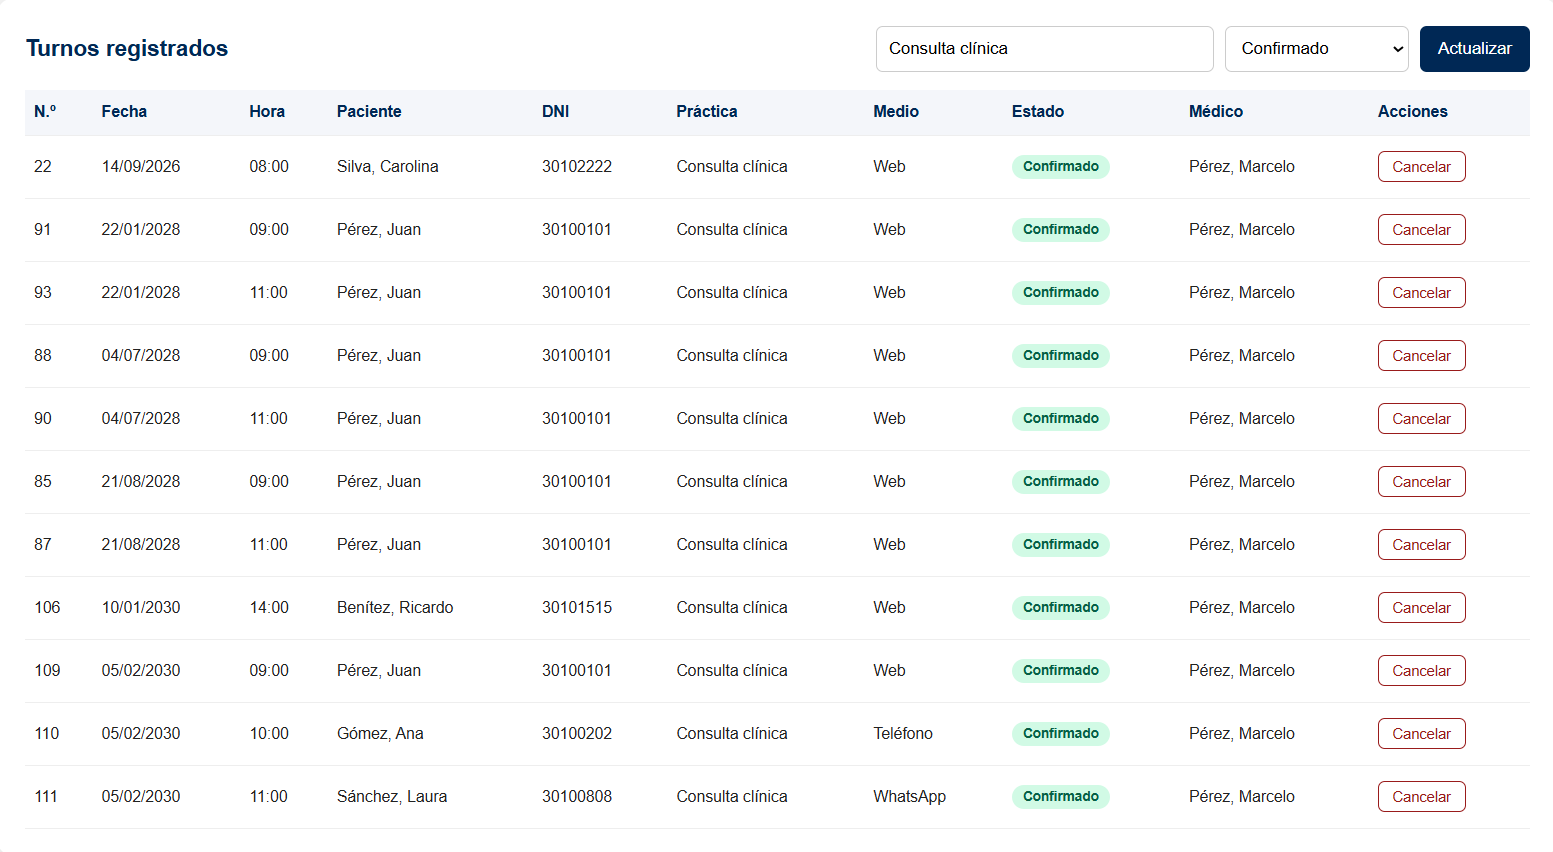 Turnos registrados Consulta clínica Confirmado Actualizar
N.º Fecha Hora Paciente DNI Práctica Medio Estado Médico Acciones
22 14/09/2026 08:00 Silva, Carolina 30102222 Consulta clínica Web Confirmado Pérez, Marcelo Cancelar
91 22/01/2028 09:00 Pérez, Juan 30100101 Consulta clínica Web Confirmado Pérez, Marcelo Cancelar
93 22/01/2028 11:00 Pérez, Juan 30100101 Consulta clínica Web Confirmado Pérez, Marcelo Cancelar
88 04/07/2028 09:00 Pérez, Juan 30100101 Consulta clínica Web Confirmado Pérez, Marcelo Cancelar
90 04/07/2028 11:00 Pérez, Juan 30100101 Consulta clínica Web Confirmado Pérez, Marcelo Cancelar
85 21/08/2028 09:00 Pérez, Juan 30100101 Consulta clínica Web Confirmado Pérez, Marcelo Cancelar
87 21/08/2028 11:00 Pérez, Juan 30100101 Consulta clínica Web Confirmado Pérez, Marcelo Cancelar
106 10/01/2030 14:00 Benítez, Ricardo 30101515 Consulta clínica Web Confirmado Pérez, Marcelo Cancelar
109 05/02/2030 09:00 Pérez, Juan 30100101 Consulta clínica Web Confirmado Pérez, Marcelo Cancelar
110 05/02/2030 10:00 Gómez, Ana 30100202 Consulta clínica Teléfono Confirmado Pérez, Marcelo Cancelar
111 05/02/2030 11:00 Sánchez, Laura 30100808 Consulta clínica WhatsApp Confirmado Pérez, Marcelo Cancelar